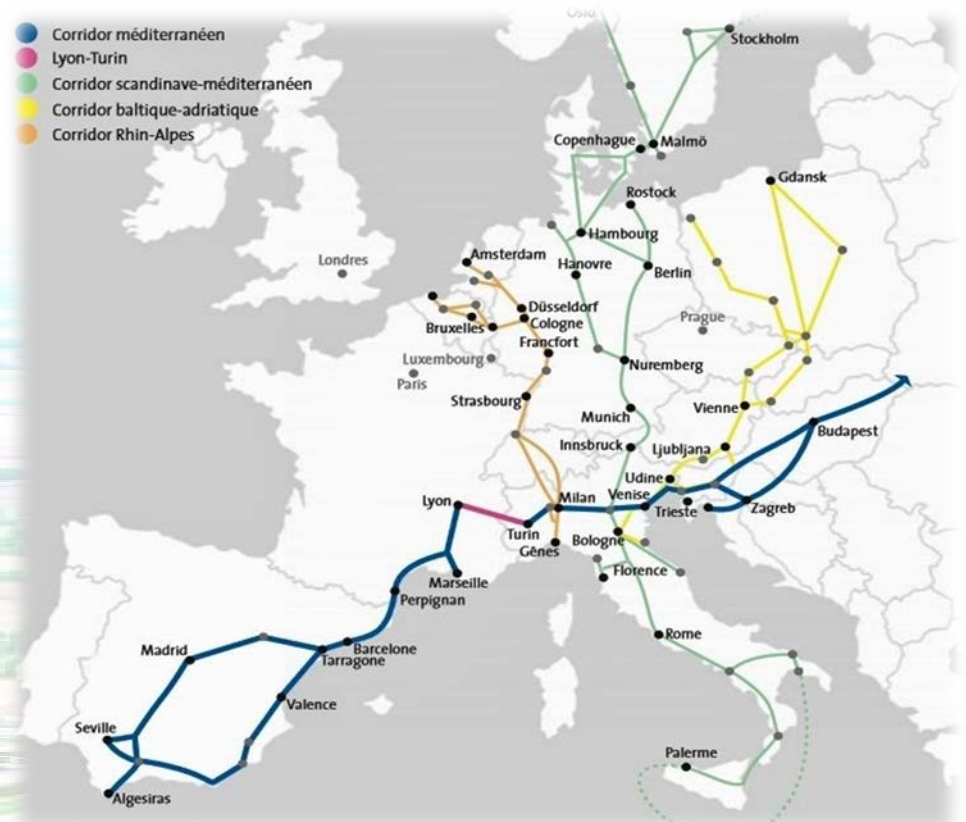 Corridor méditerranéen
Lyon-Turin
Corridor scandinave-méditerranéen
Corridor baltique-adriatique
Corridor Rhin-Alpes
Oslo
Stockholm
Copenhague
Malmö
Gdansk
Rostock
Hambourg
Amsterdam
Hanovre
Berlin
Londres
Düsseldorf
Cologne
Bruxelles
Prague
Francfort
Luxembourg
Paris
Nuremberg
Strasbourg
Vienne
Munich
Budapest
Innsbruck
Ljubljana
Udine
Lyon
Milan
Venise
Trieste
Zagreb
Turin
Gênes
Bologne
Marseille
Florence
Perpignan
Rome
Madrid
Barcelone
Tarragone
Valence
Seville
Palerme
Algesiras